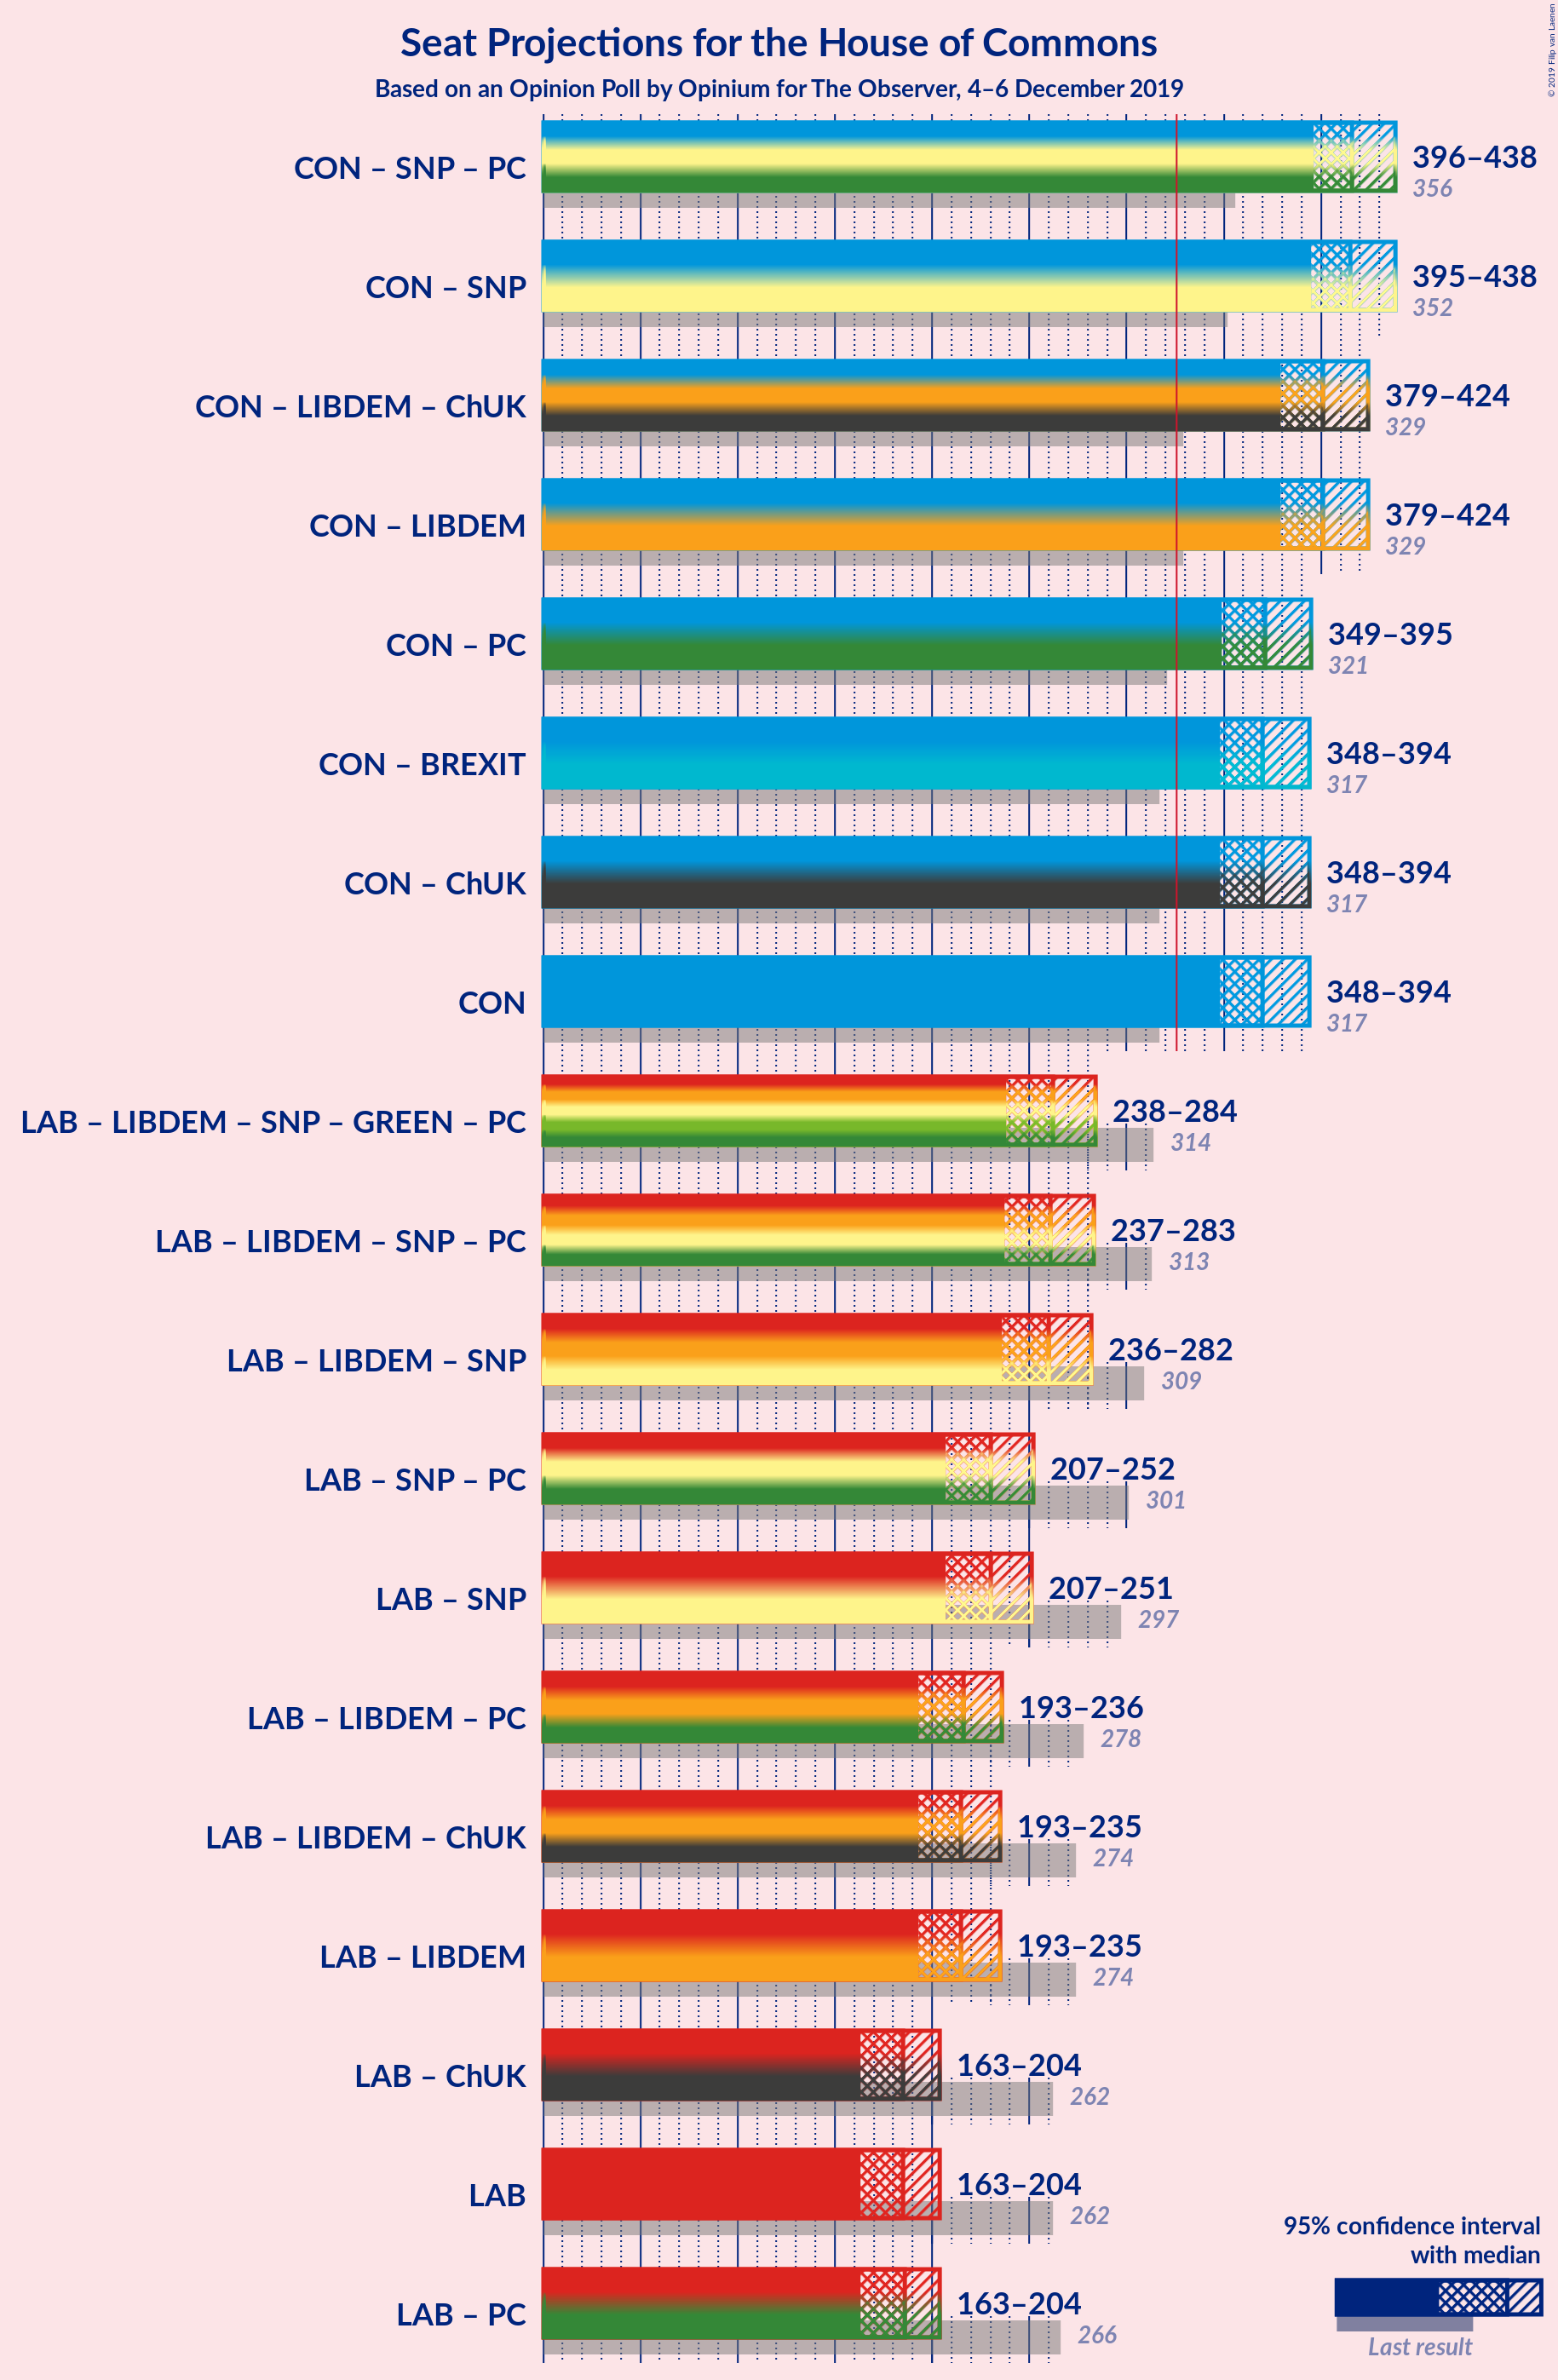 Seat Projections for the House of Commons
Based on an Opinion Poll by Opinium for The Observer, 4–6 December 2019
© 2019 Filip van Laenen
CON – SNP – PC
396–438
356
CON – SNP
395–438
352
CON – LIBDEM – ChUK
379–424
329
CON – LIBDEM
379–424
329
CON – PC
349–395
321
CON – BREXIT
348–394
317
CON – ChUK
348–394
317
CON
348–394
317
LAB – LIBDEM – SNP – GREEN – PC
238–284
314
LAB – LIBDEM – SNP – PC
237–283
313
LAB – LIBDEM – SNP
236–282
309
LAB – SNP – PC
207–252
301
LAB – SNP
207–251
297
LAB – LIBDEM – PC
193–236
278
LAB – LIBDEM – ChUK
193–235
274
LAB – LIBDEM
193–235
274
LAB – ChUK
163–204
262
LAB
163–204
262
LAB – PC
163–204
266
95% confidence interval
with median
Last result